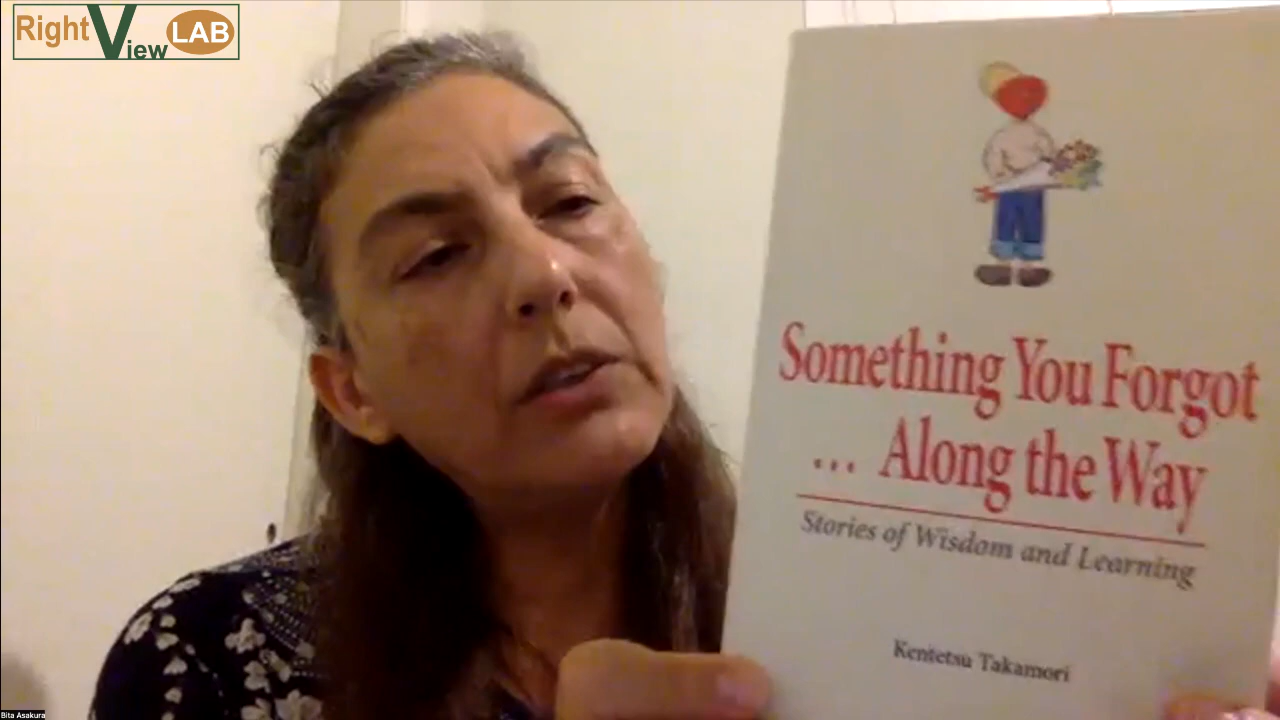 Right View LAB
Something You Forgot
... Along the Way
Stories of Wisdom and Learning
Kentetsu Takamori
Bita Asakura